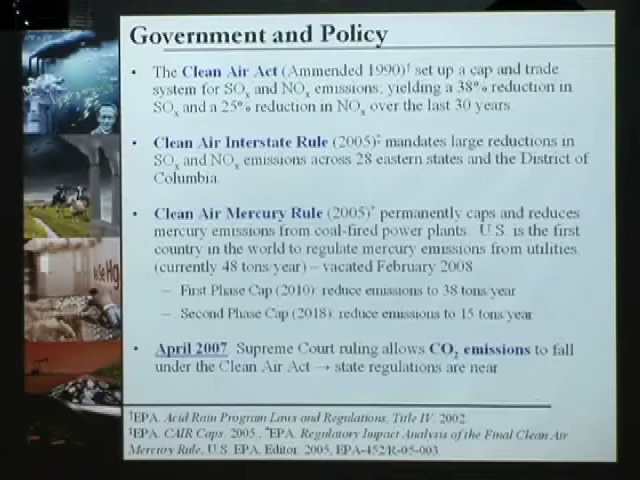 Government and Policy
• The Clean Air Act (Ammended 1990)† set up a cap and trade
system for SOx and NOx emissions; yielding a 38% reduction in
SOx and a 25% reduction in NOx over the last 30 years
• Clean Air Interstate Rule (2005)‡ mandates large reductions in
SOx and NOx emissions across 28 eastern states and the District of
Columbia.
• Clean Air Mercury Rule (2005)* permanently caps and reduces
mercury emissions from coal-fired power plants. U.S. is the first
country in the world to regulate mercury emissions from utilities
(currently 48 tons/year) – vacated February 2008
– First Phase Cap (2010): reduce emissions to 38 tons/year
– Second Phase Cap (2018): reduce emissions to 15 tons/year
• April 2007 Supreme Court ruling allows CO2 emissions to fall
under the Clean Air Act → state regulations are near
†EPA. Acid Rain Program Laws and Regulations, Title IV. 2002.
‡EPA. CAIR Caps. 2005., *EPA. Regulatory Impact Analysis of the Final Clean Air
Mercury Rule, U.S. EPA, Editor. 2005, EPA-452/R-05-003
Hg